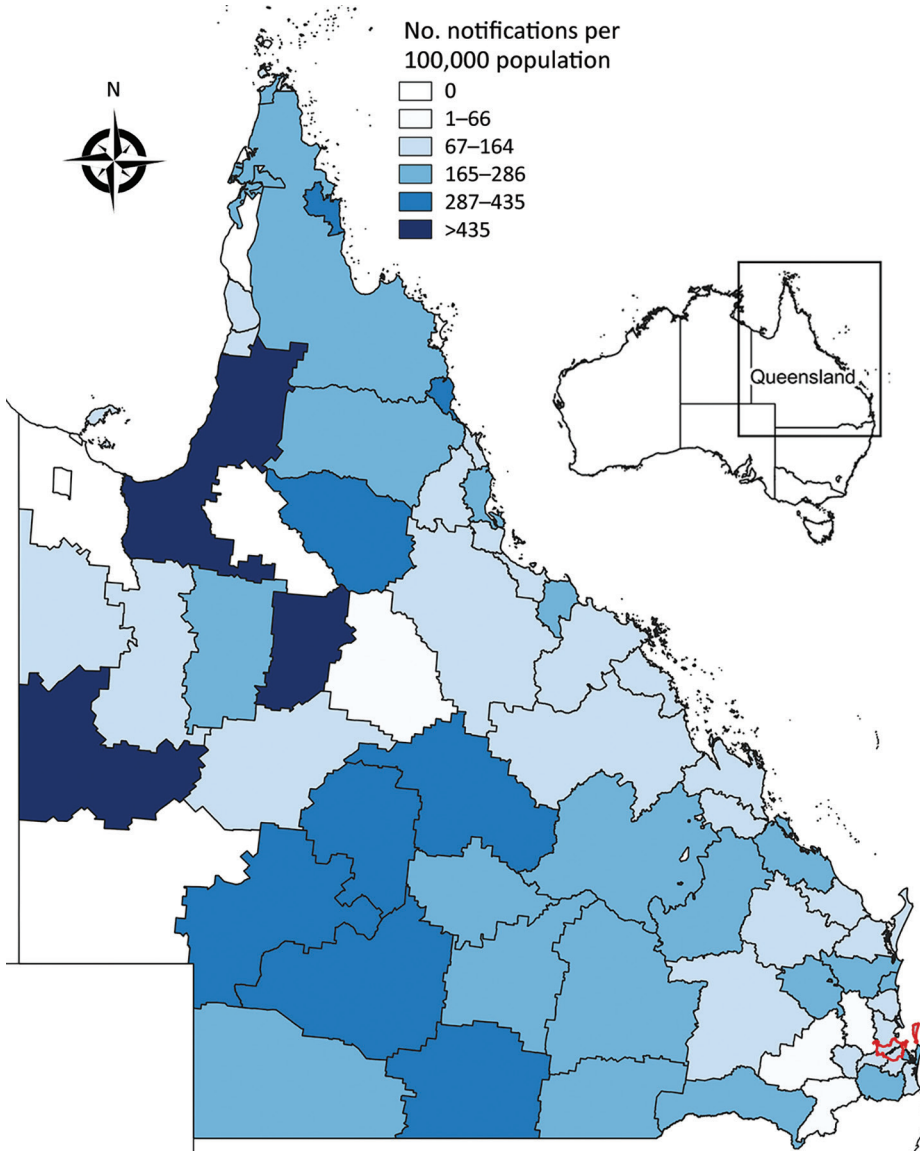 No. notifications per
100,000 population
0
1–66
67–164
165–286
287–435
>435
N
Queensland